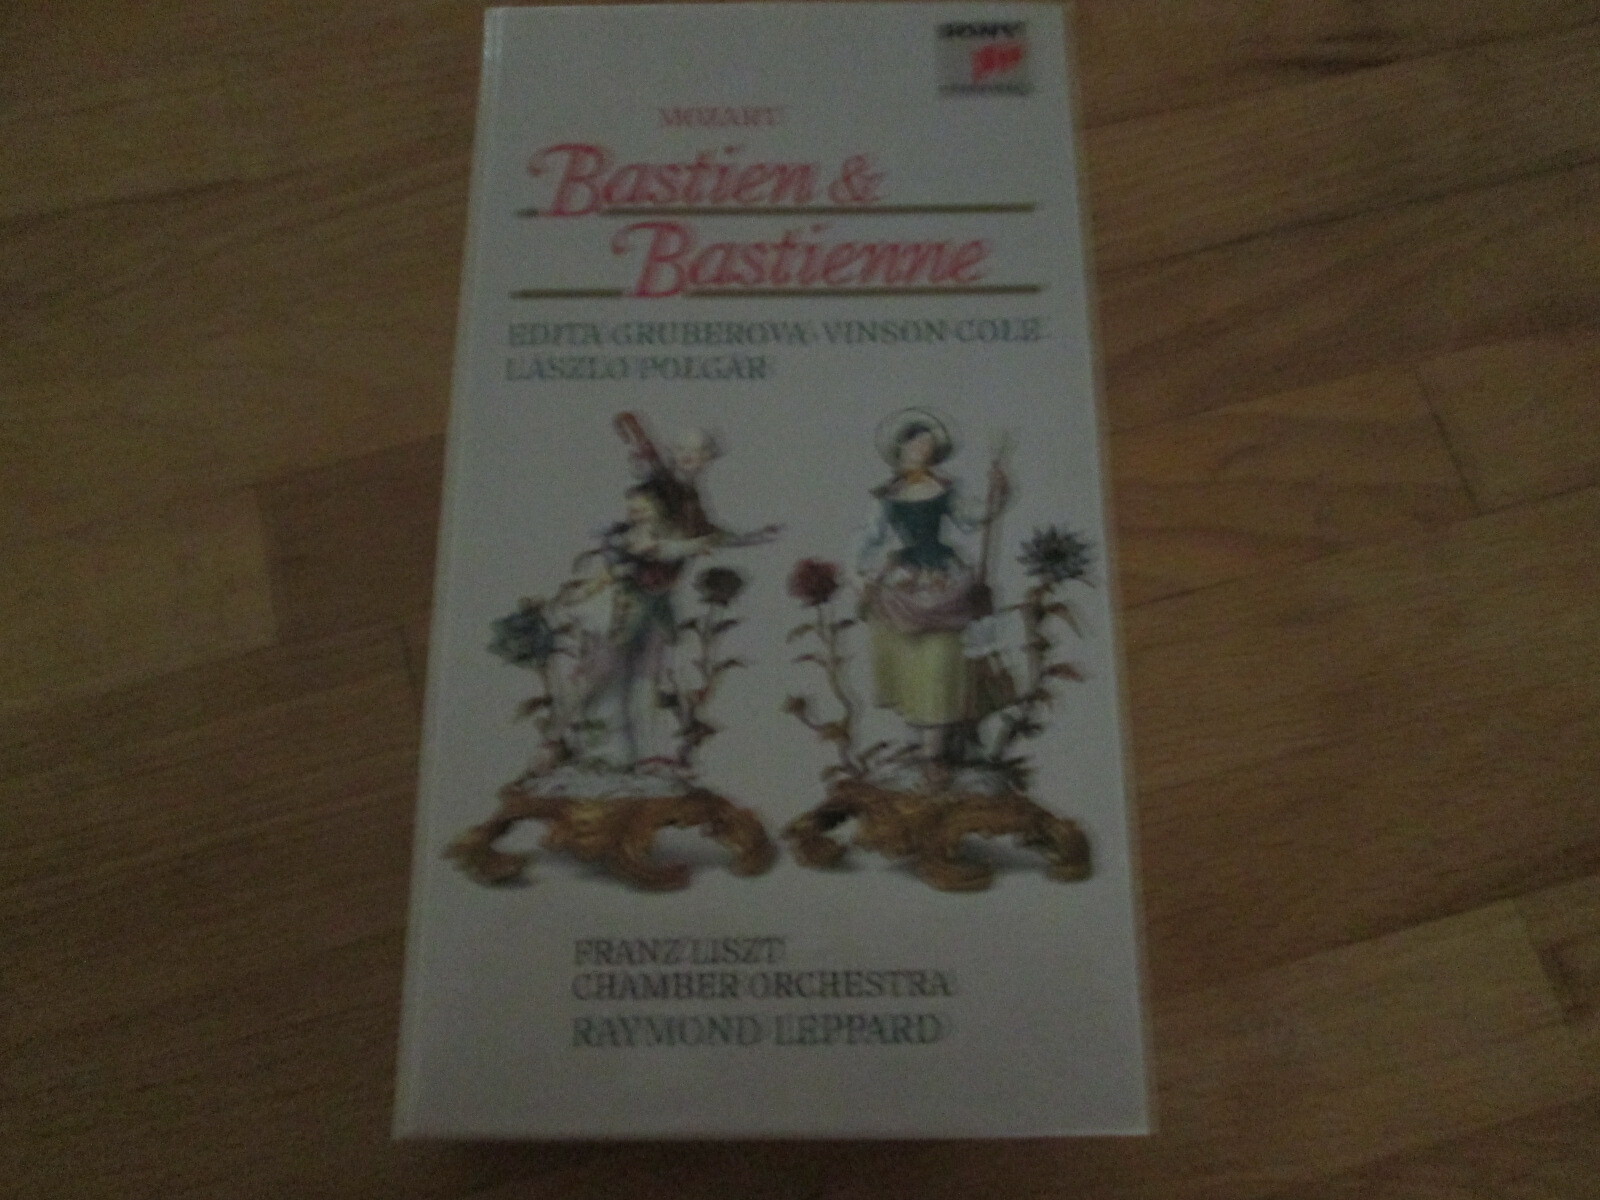 SONY
MOZART
Bastien &
Bastienne
EDITA GRUBEROVA · VINSON COLE
LASZLO POLGAR
FRANZ LISZT
CHAMBER ORCHESTRA
RAYMOND LEPPARD